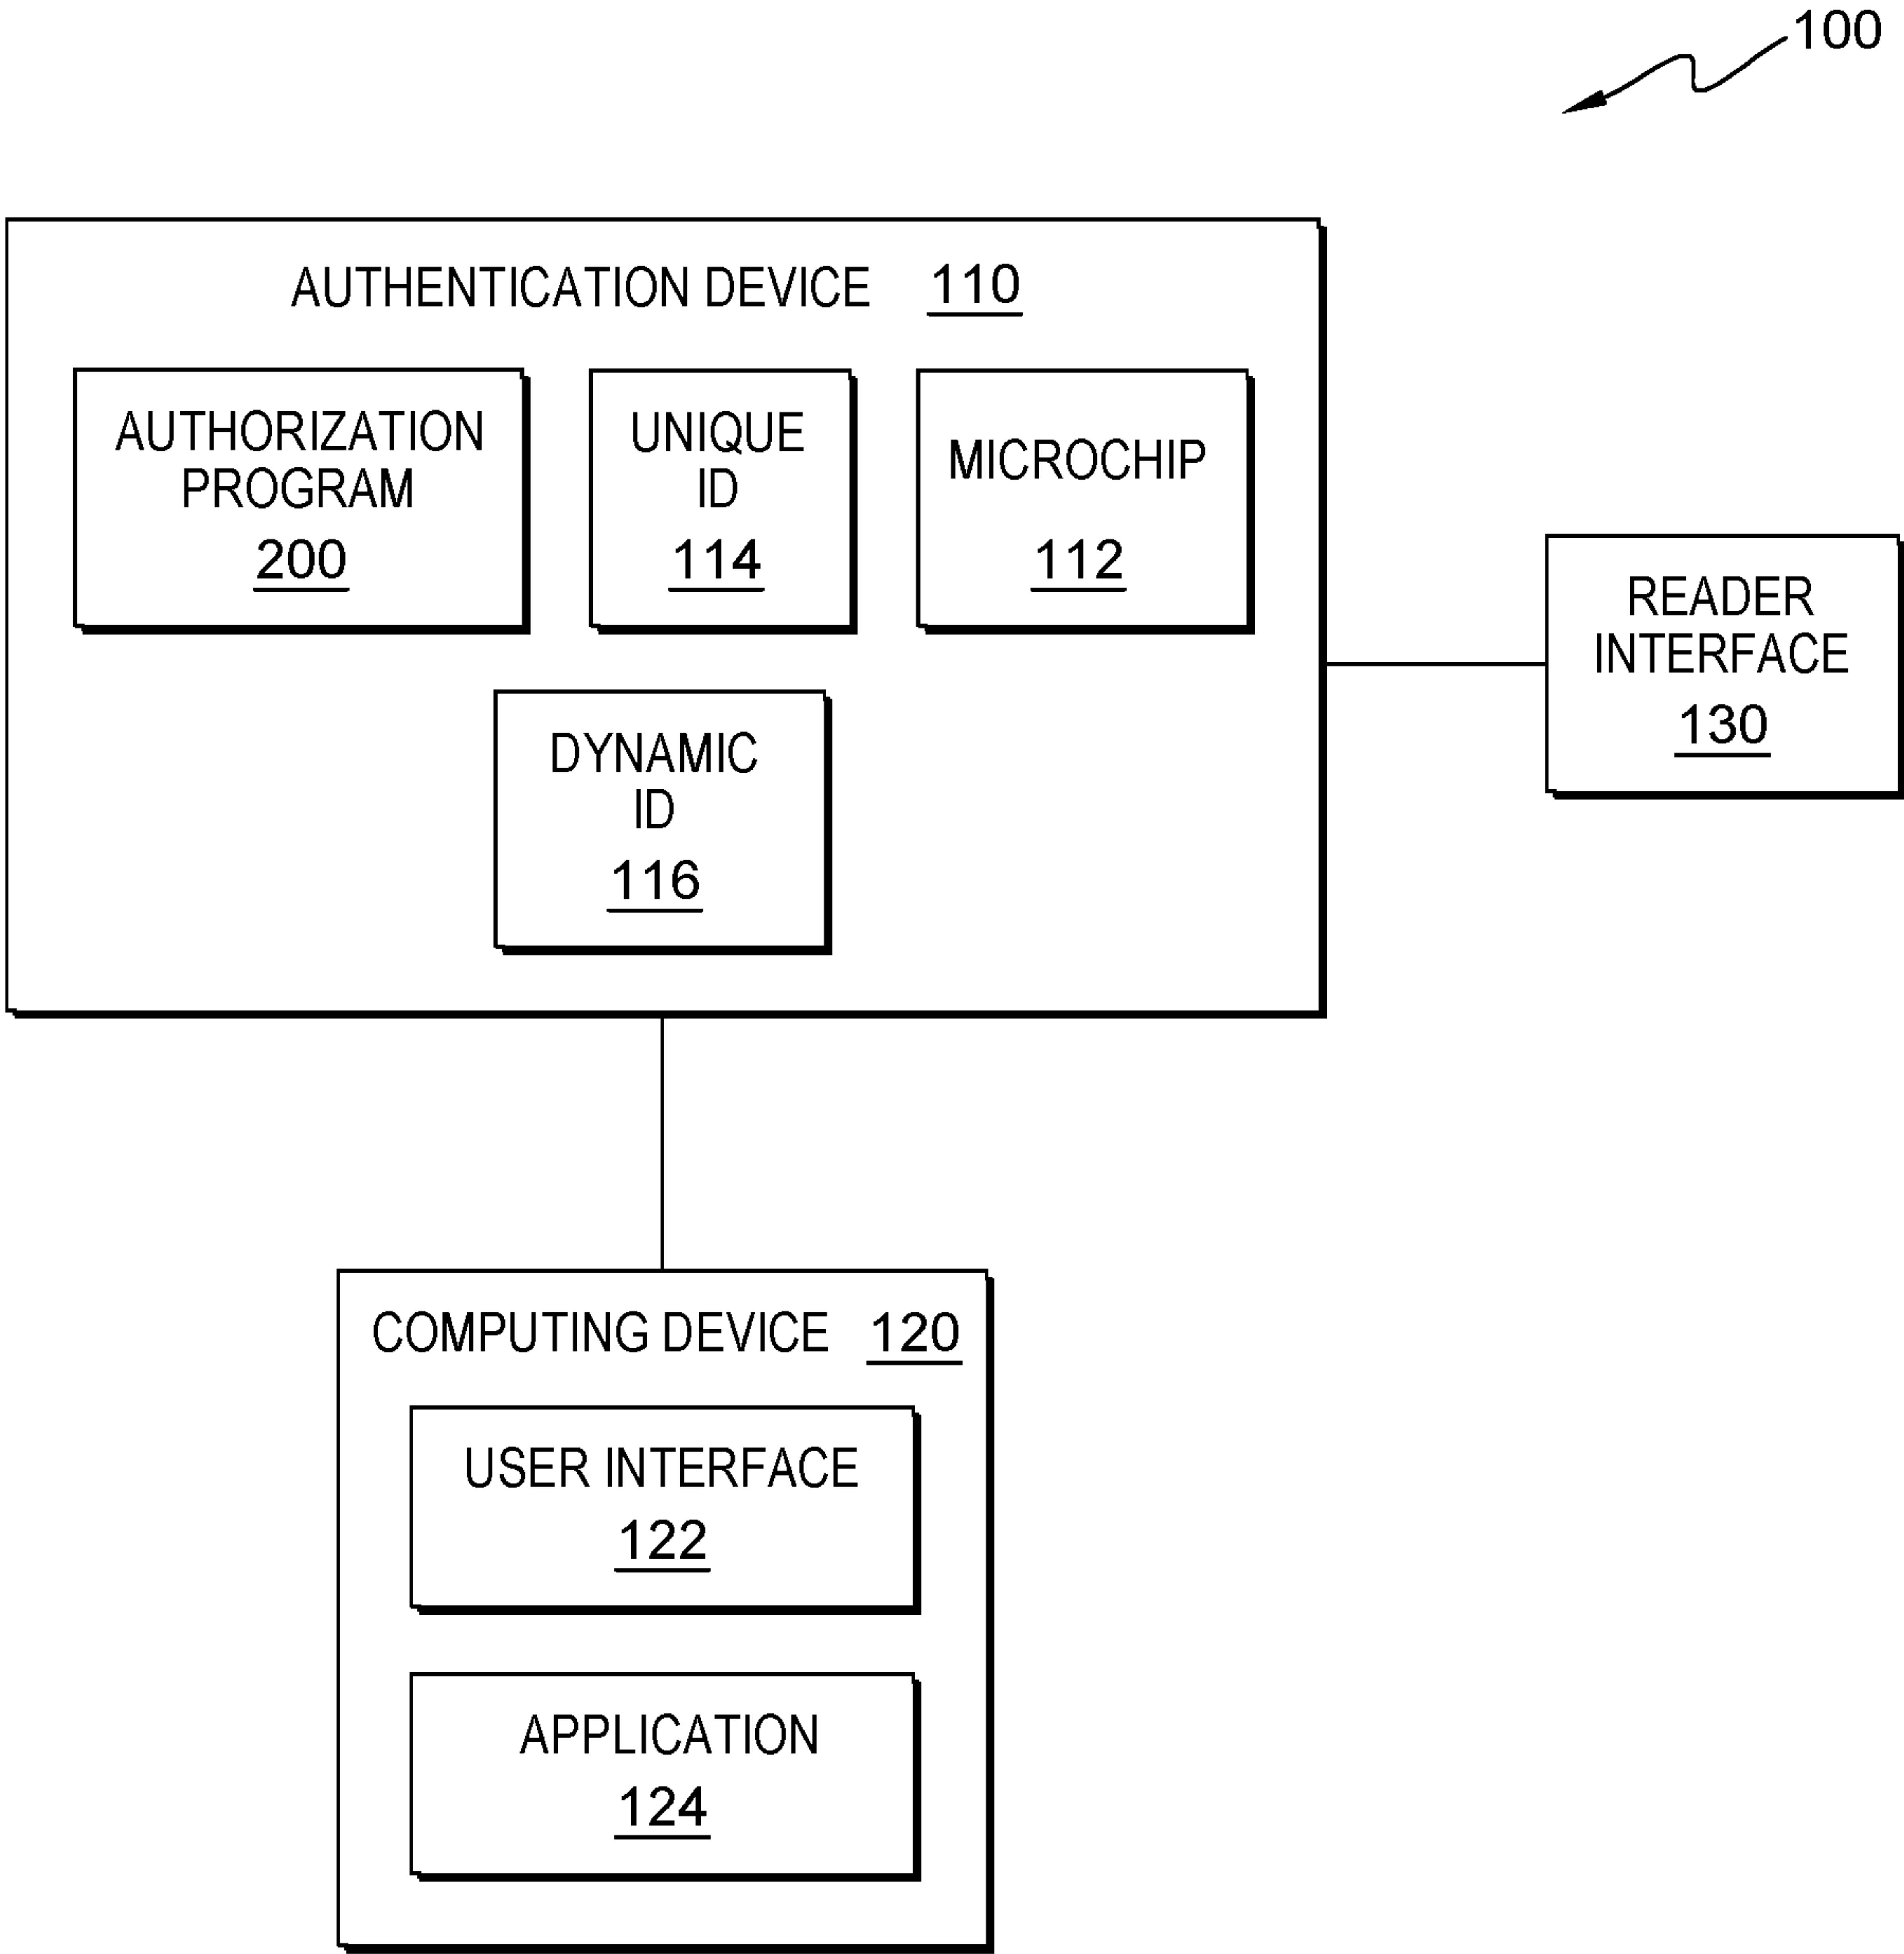 100
AUTHENTICATION DEVICE 110
AUTHORIZATION
PROGRAM
200
UNIQUE
ID
114
MICROCHIP
112
DYNAMIC
ID
116
READER
INTERFACE
130
COMPUTING DEVICE 120
USER INTERFACE
122
APPLICATION
124